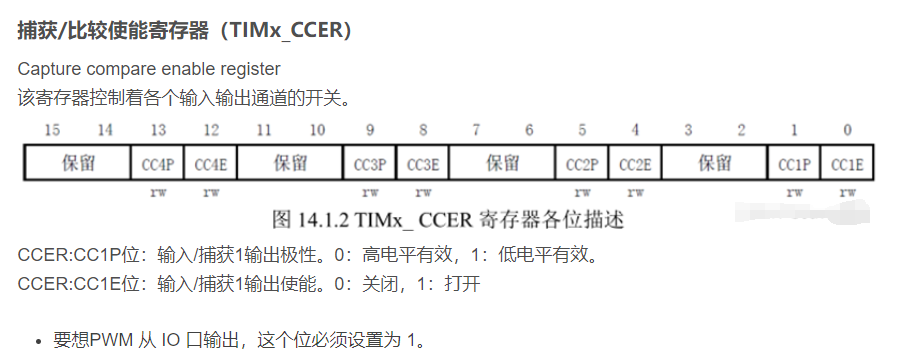 捕获/比较使能寄存器（TIMx_CCER）
Capture compare enable register
该寄存器控制着各个输入输出通道的开关。
15 14 13 12 11 10 9 8 7 6 5 4 3 2 1 0
保留 CC4P CC4E 保留 CC3P CC3E 保留 CC2P CC2E 保留 CC1P CC1E
rw rw rw rw rw rw rw rw
图 14.1.2 TIMx_ CCER 寄存器各位描述
CCER:CC1P位：输入/捕获1输出极性。0：高电平有效，1：低电平有效。
CCER:CC1E位：输入/捕获1输出使能。0：关闭，1：打开
• 要想PWM 从 IO 口输出，这个位必须设置为 1。